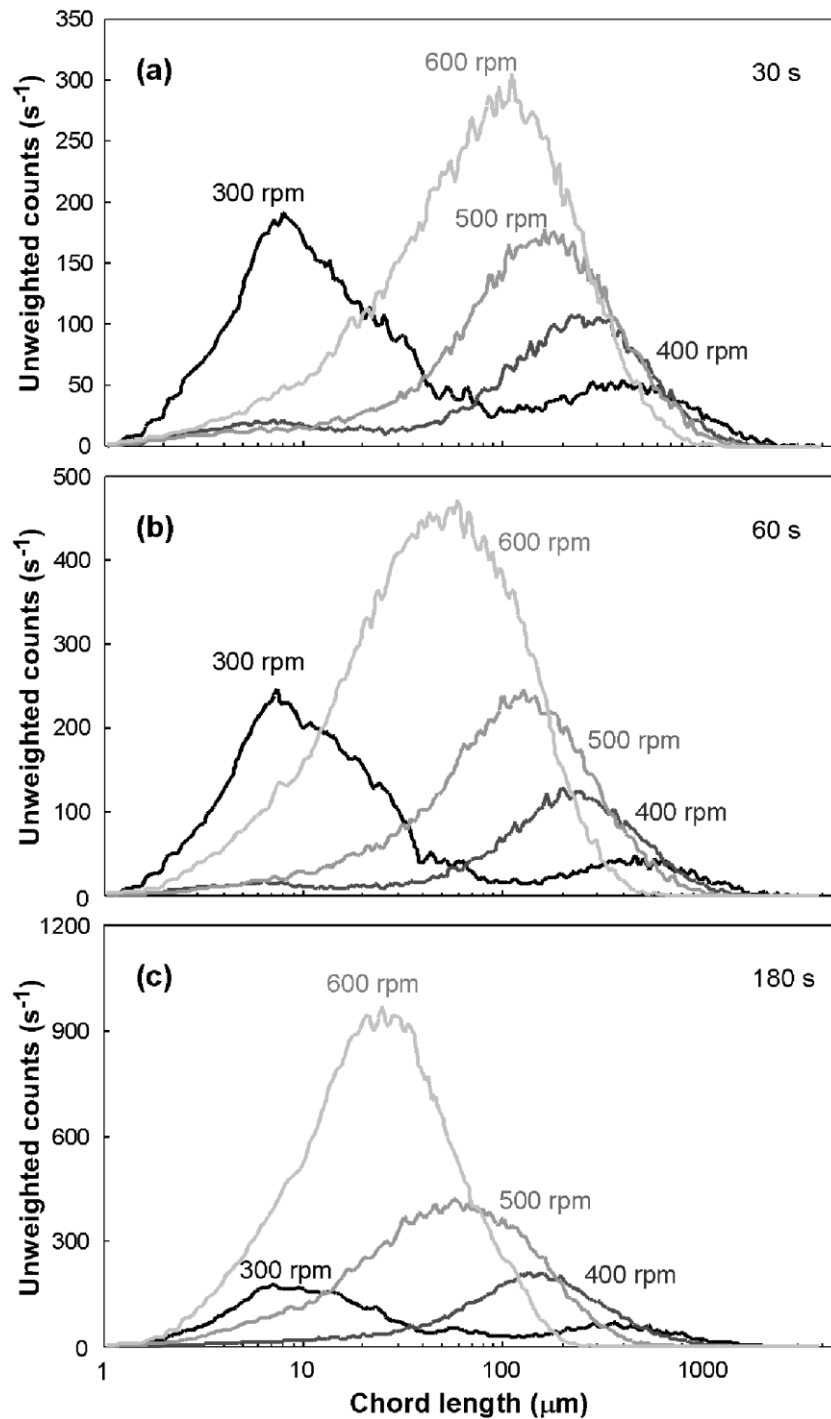 350
(a)
600 rpm
30 s
300
Unweighted counts (s⁻¹)
250
300 rpm
200
500 rpm
150
100
400 rpm
50
0
500
(b)
600 rpm
60 s
400
Unweighted counts (s⁻¹)
300 rpm
300
500 rpm
200
400 rpm
100
0
1200
(c)
600 rpm
180 s
900
Unweighted counts (s⁻¹)
600
500 rpm
300
300 rpm
400 rpm
0
1 10 100 1000
Chord length (μm)